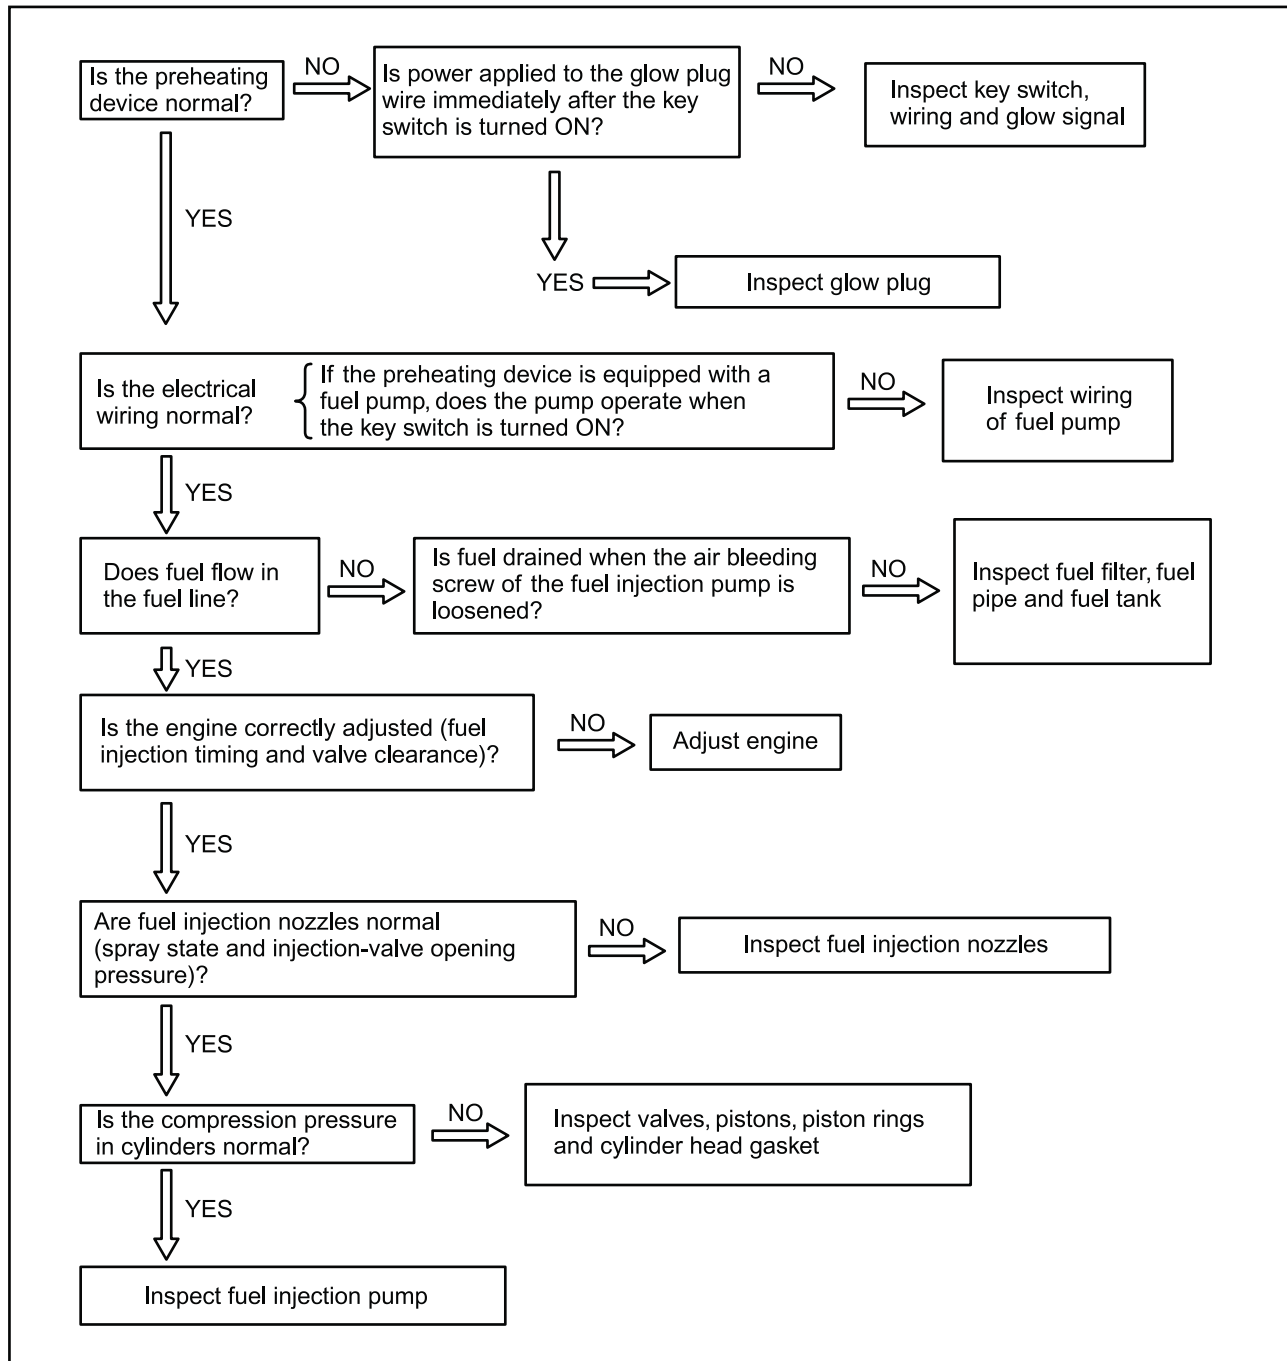 Is the preheating
device normal?
NO
Is power applied to the glow plug
wire immediately after the key
switch is turned ON?
NO
Inspect key switch,
wiring and glow signal
YES
YES
Inspect glow plug
Is the electrical
wiring normal?
If the preheating device is equipped with a
fuel pump, does the pump operate when
the key switch is turned ON?
NO
Inspect wiring
of fuel pump
YES
Does fuel flow in
the fuel line?
NO
Is fuel drained when the air bleeding
screw of the fuel injection pump is
loosened?
NO
Inspect fuel filter, fuel
pipe and fuel tank
YES
Is the engine correctly adjusted (fuel
injection timing and valve clearance)?
NO
Adjust engine
YES
Are fuel injection nozzles normal
(spray state and injection-valve opening
pressure)?
NO
Inspect fuel injection nozzles
YES
Is the compression pressure
in cylinders normal?
NO
Inspect valves, pistons, piston rings
and cylinder head gasket
YES
Inspect fuel injection pump